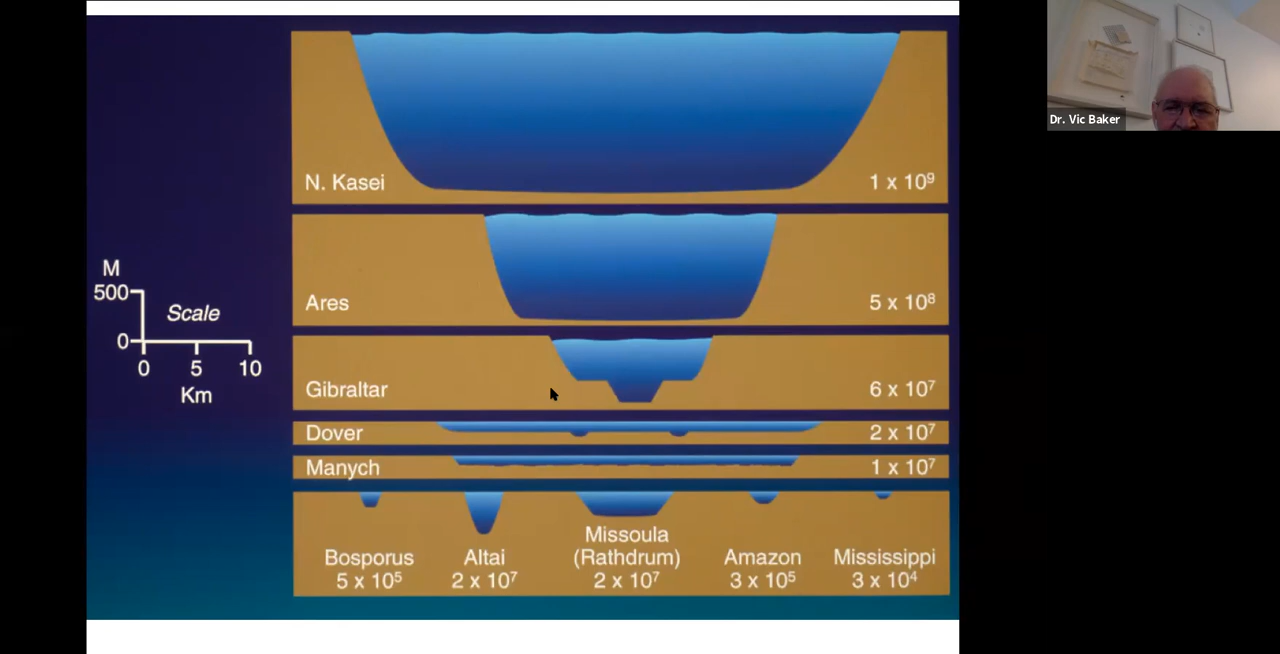 Dr. Vic Baker
N. Kasei
1 x 10⁹
Ares
5 x 10⁸
M
500
Scale
0
0 5 10
Km
Gibraltar
6 x 10⁷
Dover
2 x 10⁷
Manych
1 x 10⁷
Bosporus
5 x 10⁵
Altai
2 x 10⁷
Missoula
(Rathdrum)
2 x 10⁷
Amazon
3 x 10⁵
Mississippi
3 x 10⁴